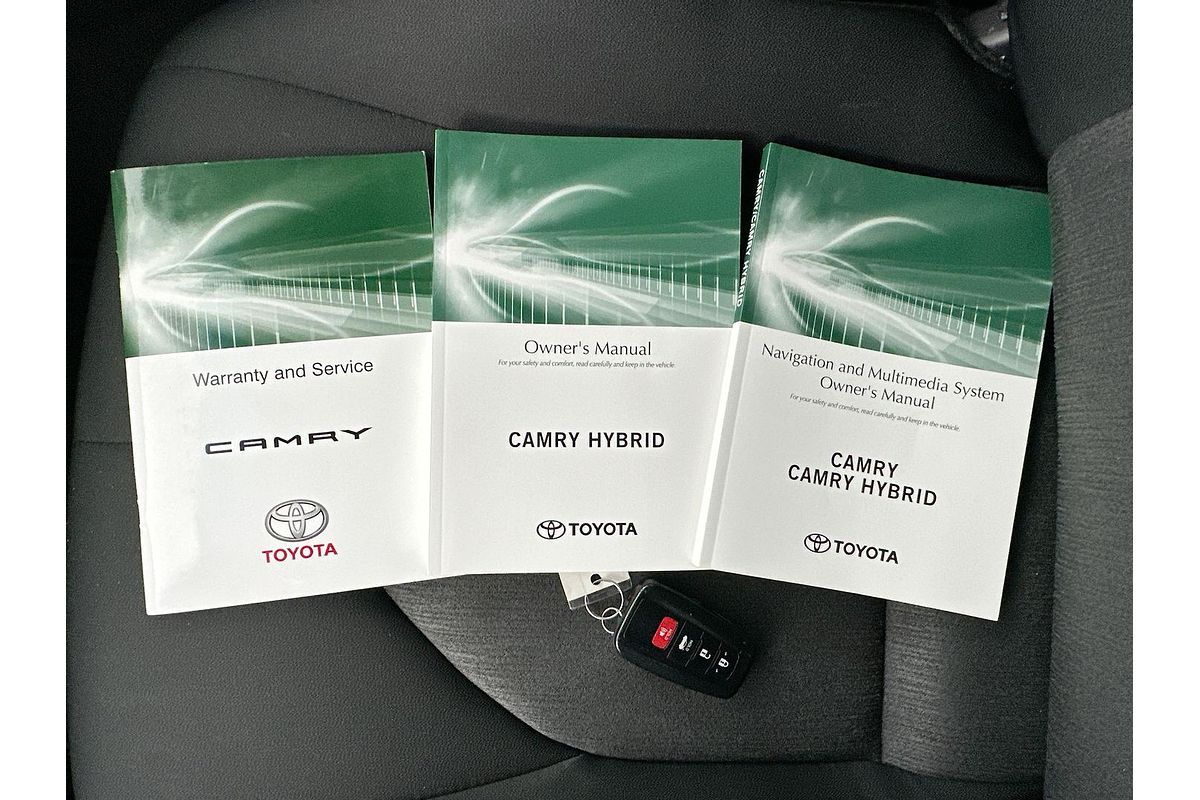 Warranty and Service
CAMRY
TOYOTA
Owner's Manual
For your safety and comfort, read carefully and keep in the vehicle.
CAMRY HYBRID
TOYOTA
CAMRY/CAMRY HYBRID
Navigation and Multimedia System
Owner's Manual
For your safety and comfort, read carefully and keep in the vehicle.
CAMRY
CAMRY HYBRID
TOYOTA